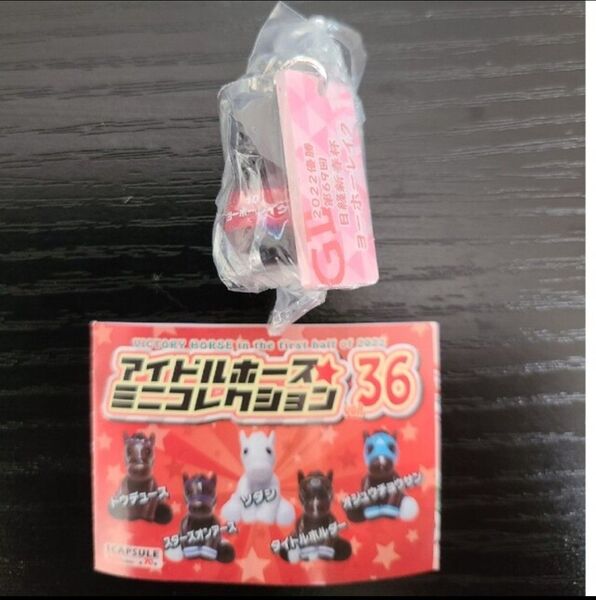 2022優勝
第69回
日経新春杯
ヨーホーレイク
VICTORY HORSE in the first half of 2022
アイドルホース★
ミニコレクション
36
ドウデュース
スターズオンアース
ソダシ
タイトルホルダー
オジュウチョウサン
CAPSULE